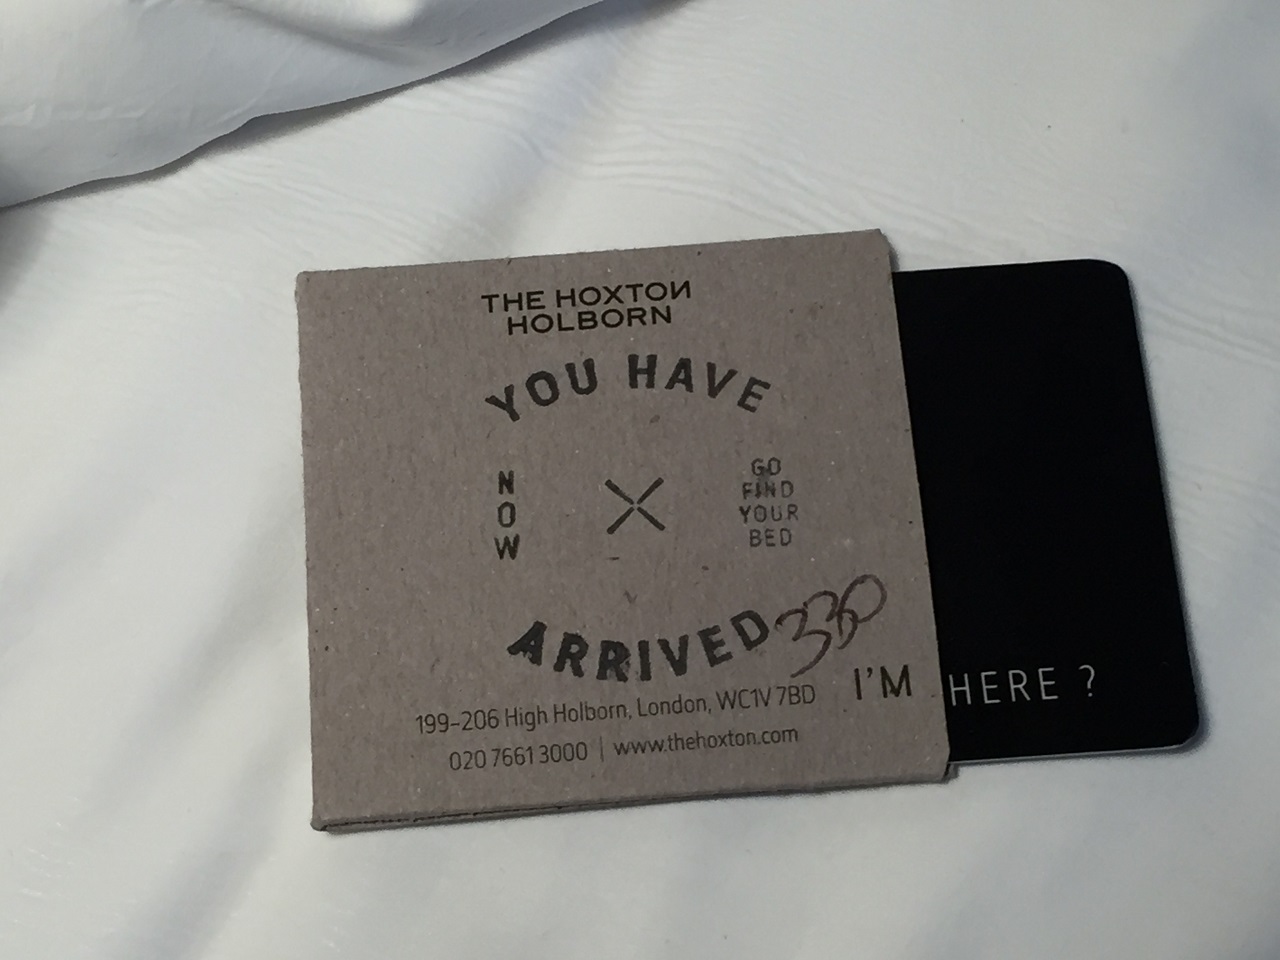 THE HOXTON
HOLBORN
YOU HAVE
NOW
GO
FIND
YOUR
BED
ARRIVED
330
199-206 High Holborn, London, WC1V 7BD
020 7661 3000 | www.thehoxton.com
I'M HERE ?